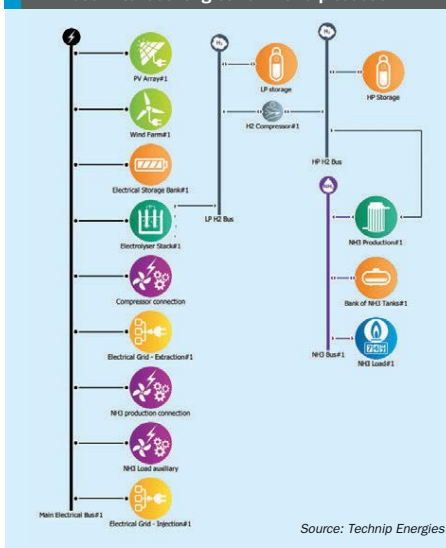 PV Array#1
Wind Farm#1
Electrical Storage Bank#1
Electrolyser Stack#1
Compressor connection
Electrical Grid - Extraction#1
NH3 production connection
NH3 Load auxiliary
Main Electrical Bus#1
Electrical Grid - Injection#1
H₂
LP storage
H2 Compressor#1
LP H2 Bus
H₂
HP Storage
HP H2 Bus
NH₃
NH3 Production#1
Bank of NH3 Tanks#1
NH3 Bus#1
NH3 Load#1
Source: Technip Energies